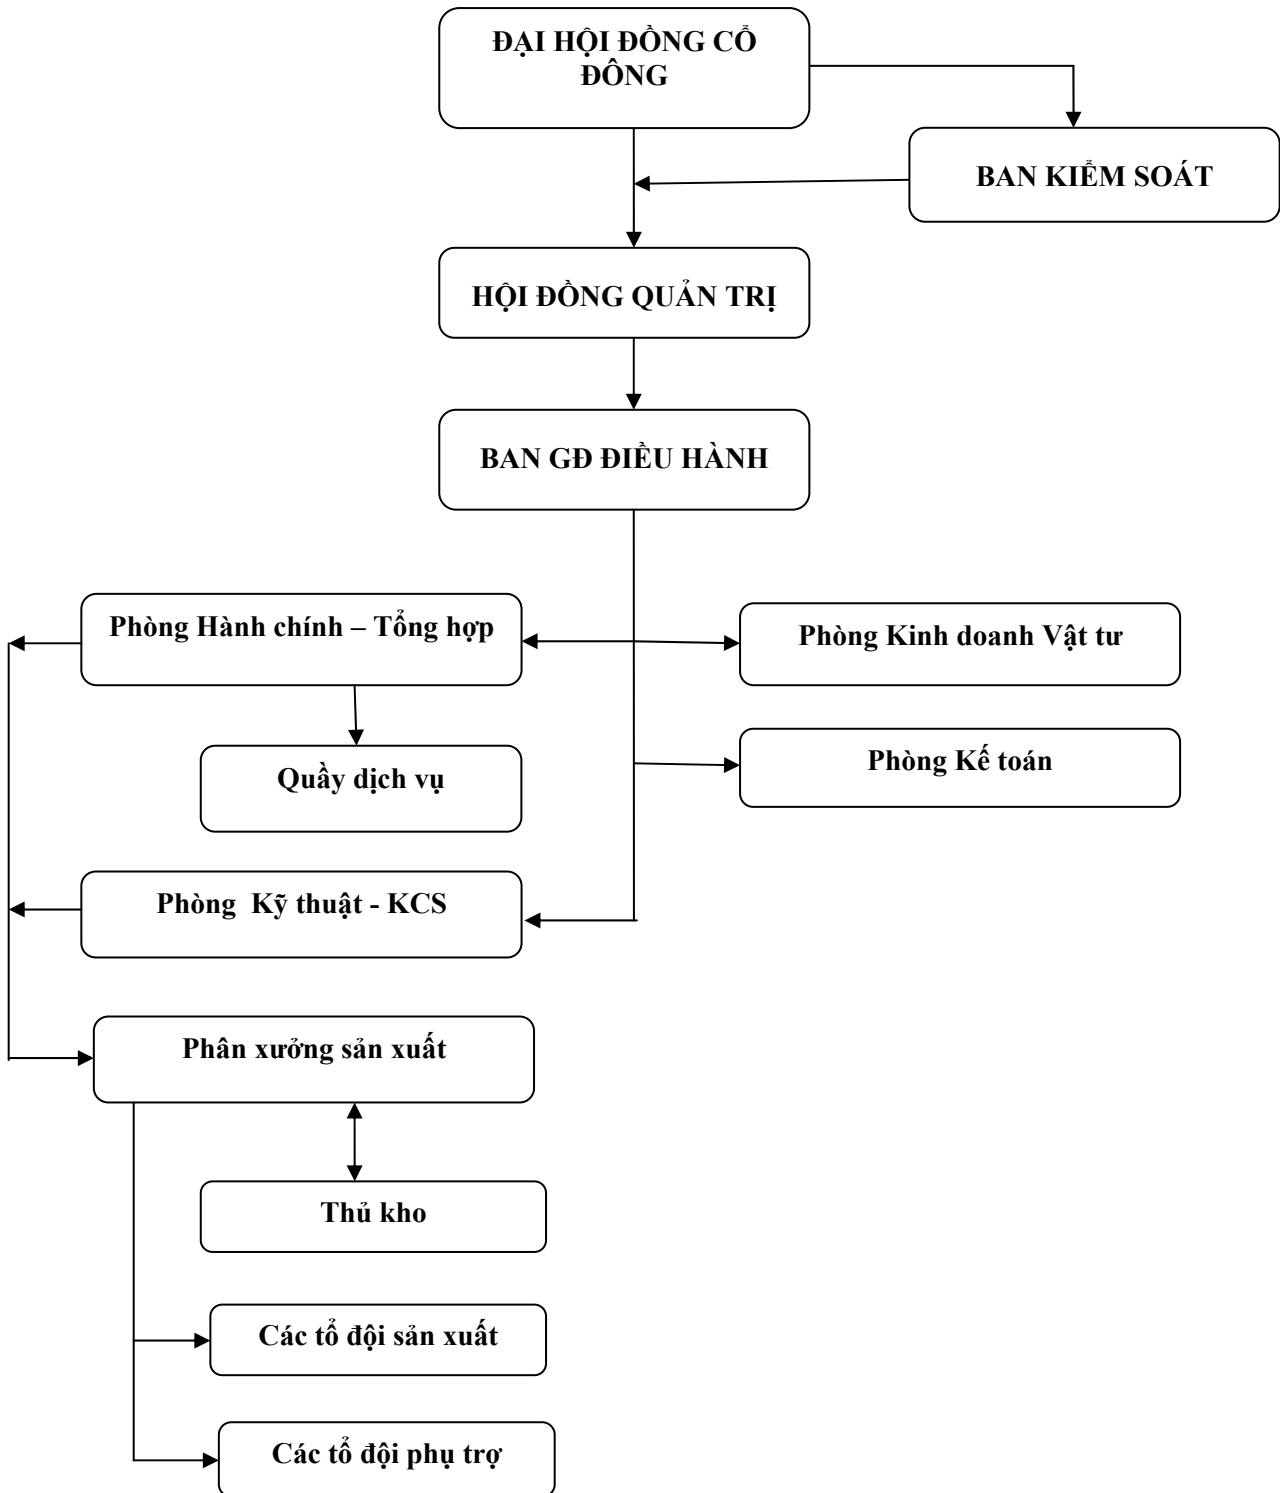 ĐẠI HỘI ĐỒNG CỔ
ĐÔNG
BAN KIỂM SOÁT
HỘI ĐỒNG QUẢN TRỊ
BAN GĐ ĐIỀU HÀNH
Phòng Hành chính – Tổng hợp
Phòng Kinh doanh Vật tư
Quầy dịch vụ
Phòng Kế toán
Phòng  Kỹ thuật - KCS
Phân xưởng sản xuất
Thủ kho
Các tổ đội sản xuất
Các tổ đội phụ trợ